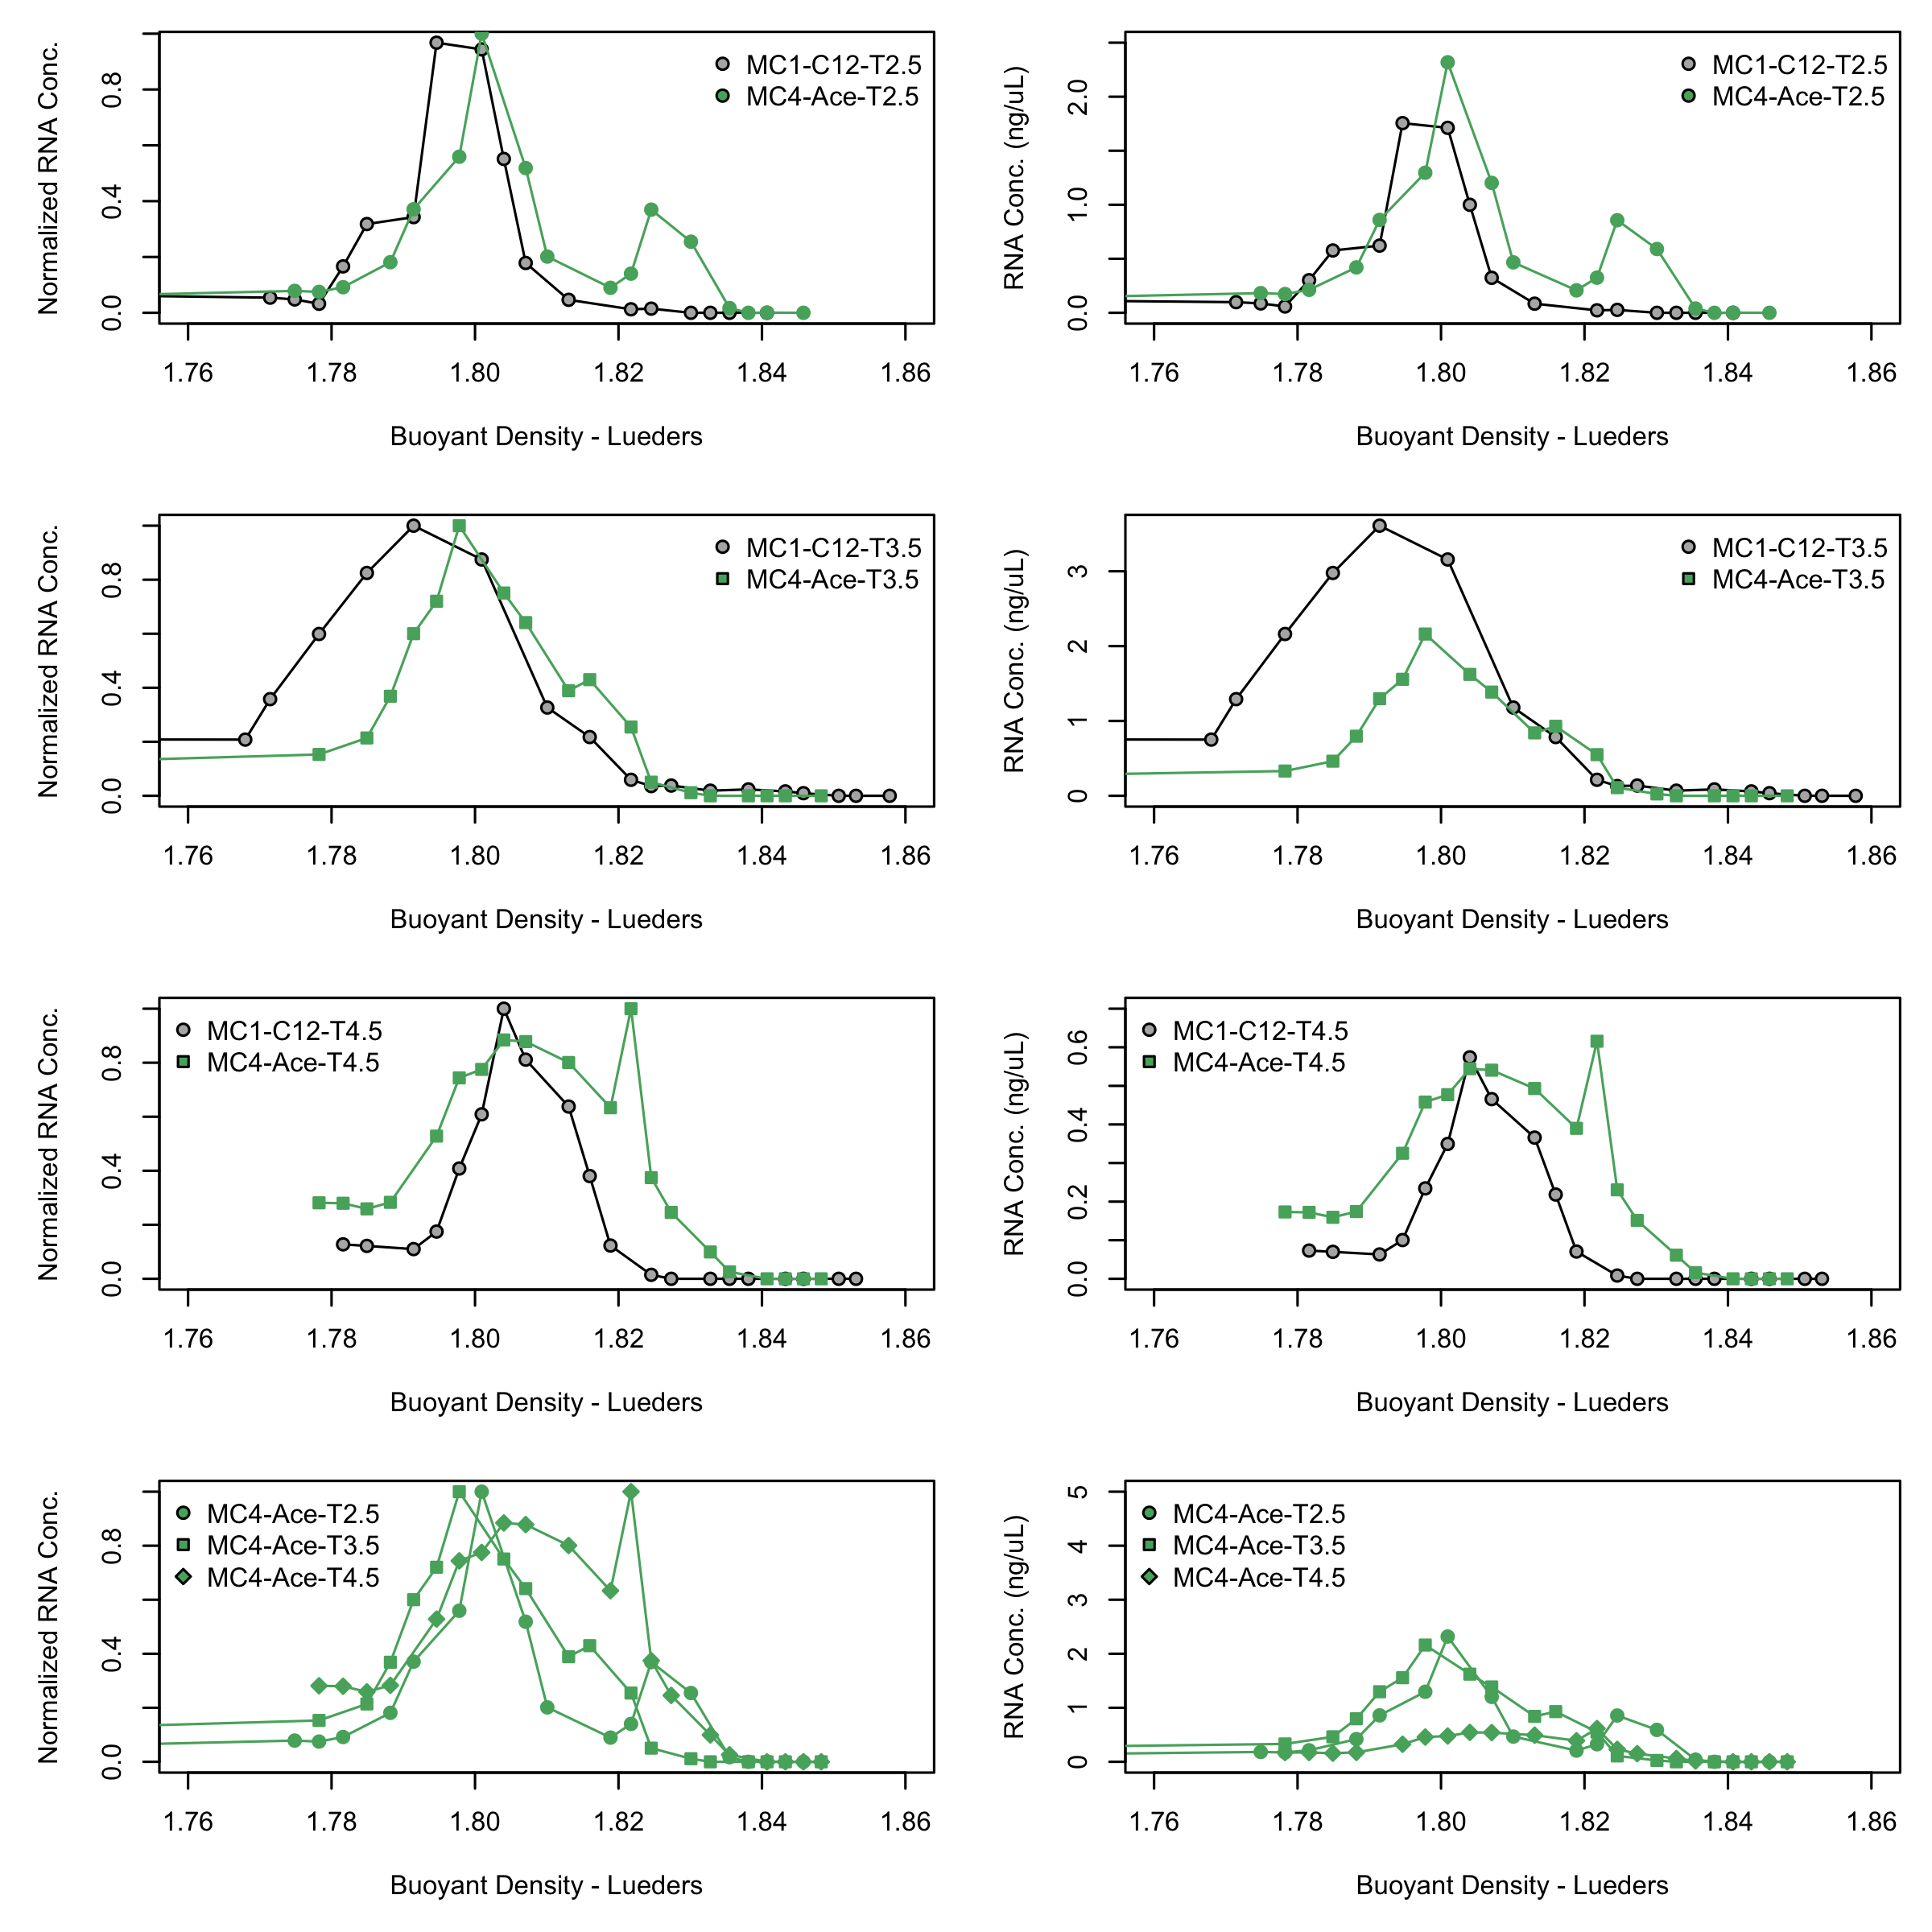 Normalized RNA Conc.
0.0 0.4 0.8
MC1-C12-T2.5
MC4-Ace-T2.5
1.76 1.78 1.80 1.82 1.84 1.86
Buoyant Density - Lueders
RNA Conc. (ng/uL)
0.0 1.0 2.0
MC1-C12-T2.5
MC4-Ace-T2.5
1.76 1.78 1.80 1.82 1.84 1.86
Buoyant Density - Lueders
Normalized RNA Conc.
0.0 0.4 0.8
MC1-C12-T3.5
MC4-Ace-T3.5
1.76 1.78 1.80 1.82 1.84 1.86
Buoyant Density - Lueders
RNA Conc. (ng/uL)
0 1 2 3
MC1-C12-T3.5
MC4-Ace-T3.5
1.76 1.78 1.80 1.82 1.84 1.86
Buoyant Density - Lueders
Normalized RNA Conc.
0.0 0.4 0.8
MC1-C12-T4.5
MC4-Ace-T4.5
1.76 1.78 1.80 1.82 1.84 1.86
Buoyant Density - Lueders
RNA Conc. (ng/uL)
0.0 0.2 0.4 0.6
MC1-C12-T4.5
MC4-Ace-T4.5
1.76 1.78 1.80 1.82 1.84 1.86
Buoyant Density - Lueders
Normalized RNA Conc.
0.0 0.4 0.8
MC4-Ace-T2.5
MC4-Ace-T3.5
MC4-Ace-T4.5
1.76 1.78 1.80 1.82 1.84 1.86
Buoyant Density - Lueders
RNA Conc. (ng/uL)
0 1 2 3 4 5
MC4-Ace-T2.5
MC4-Ace-T3.5
MC4-Ace-T4.5
1.76 1.78 1.80 1.82 1.84 1.86
Buoyant Density - Lueders